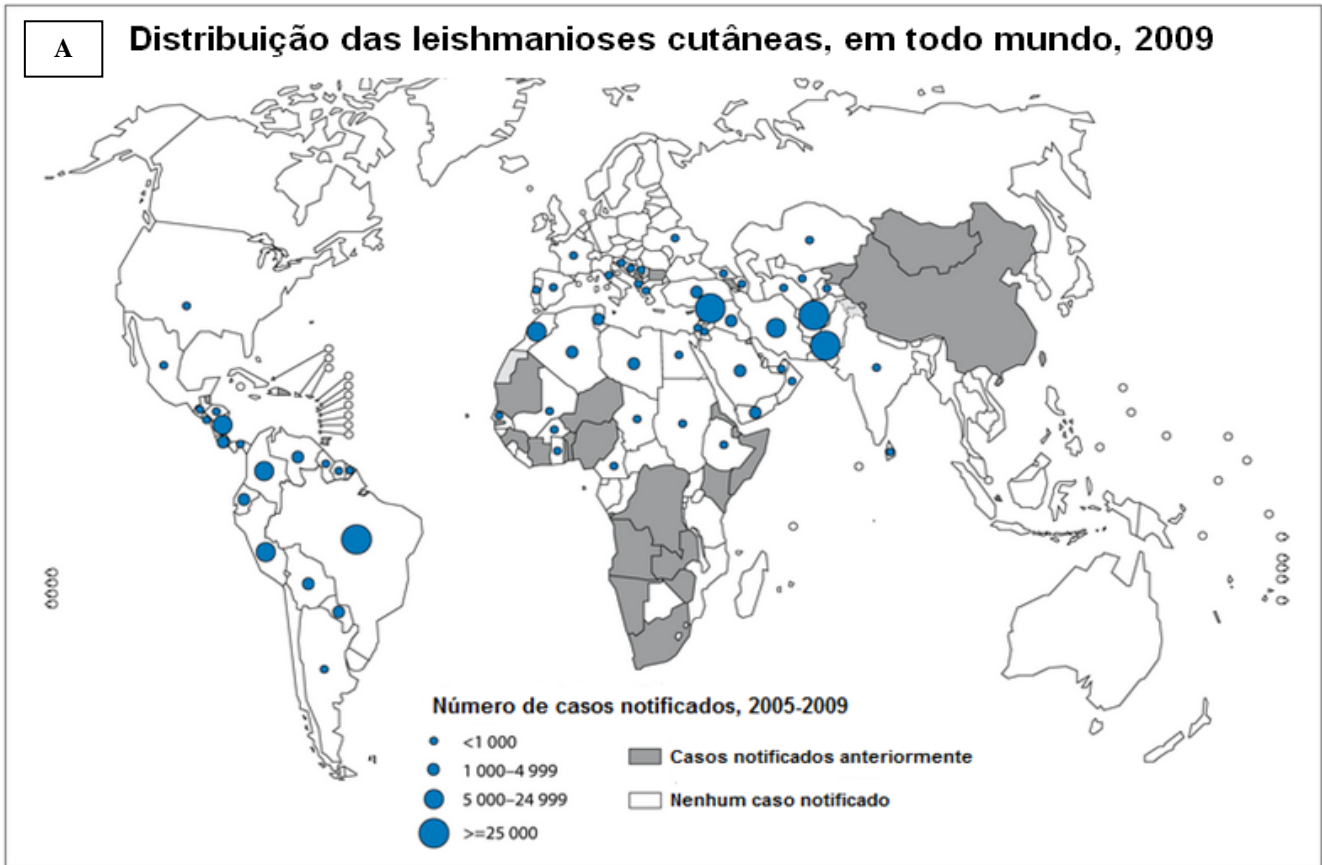 A
Distribuição das leishmanioses cutâneas, em todo mundo, 2009
Número de casos notificados, 2005-2009
<1 000
1 000–4 999
5 000–24 999
>=25 000
Casos notificados anteriormente
Nenhum caso notificado